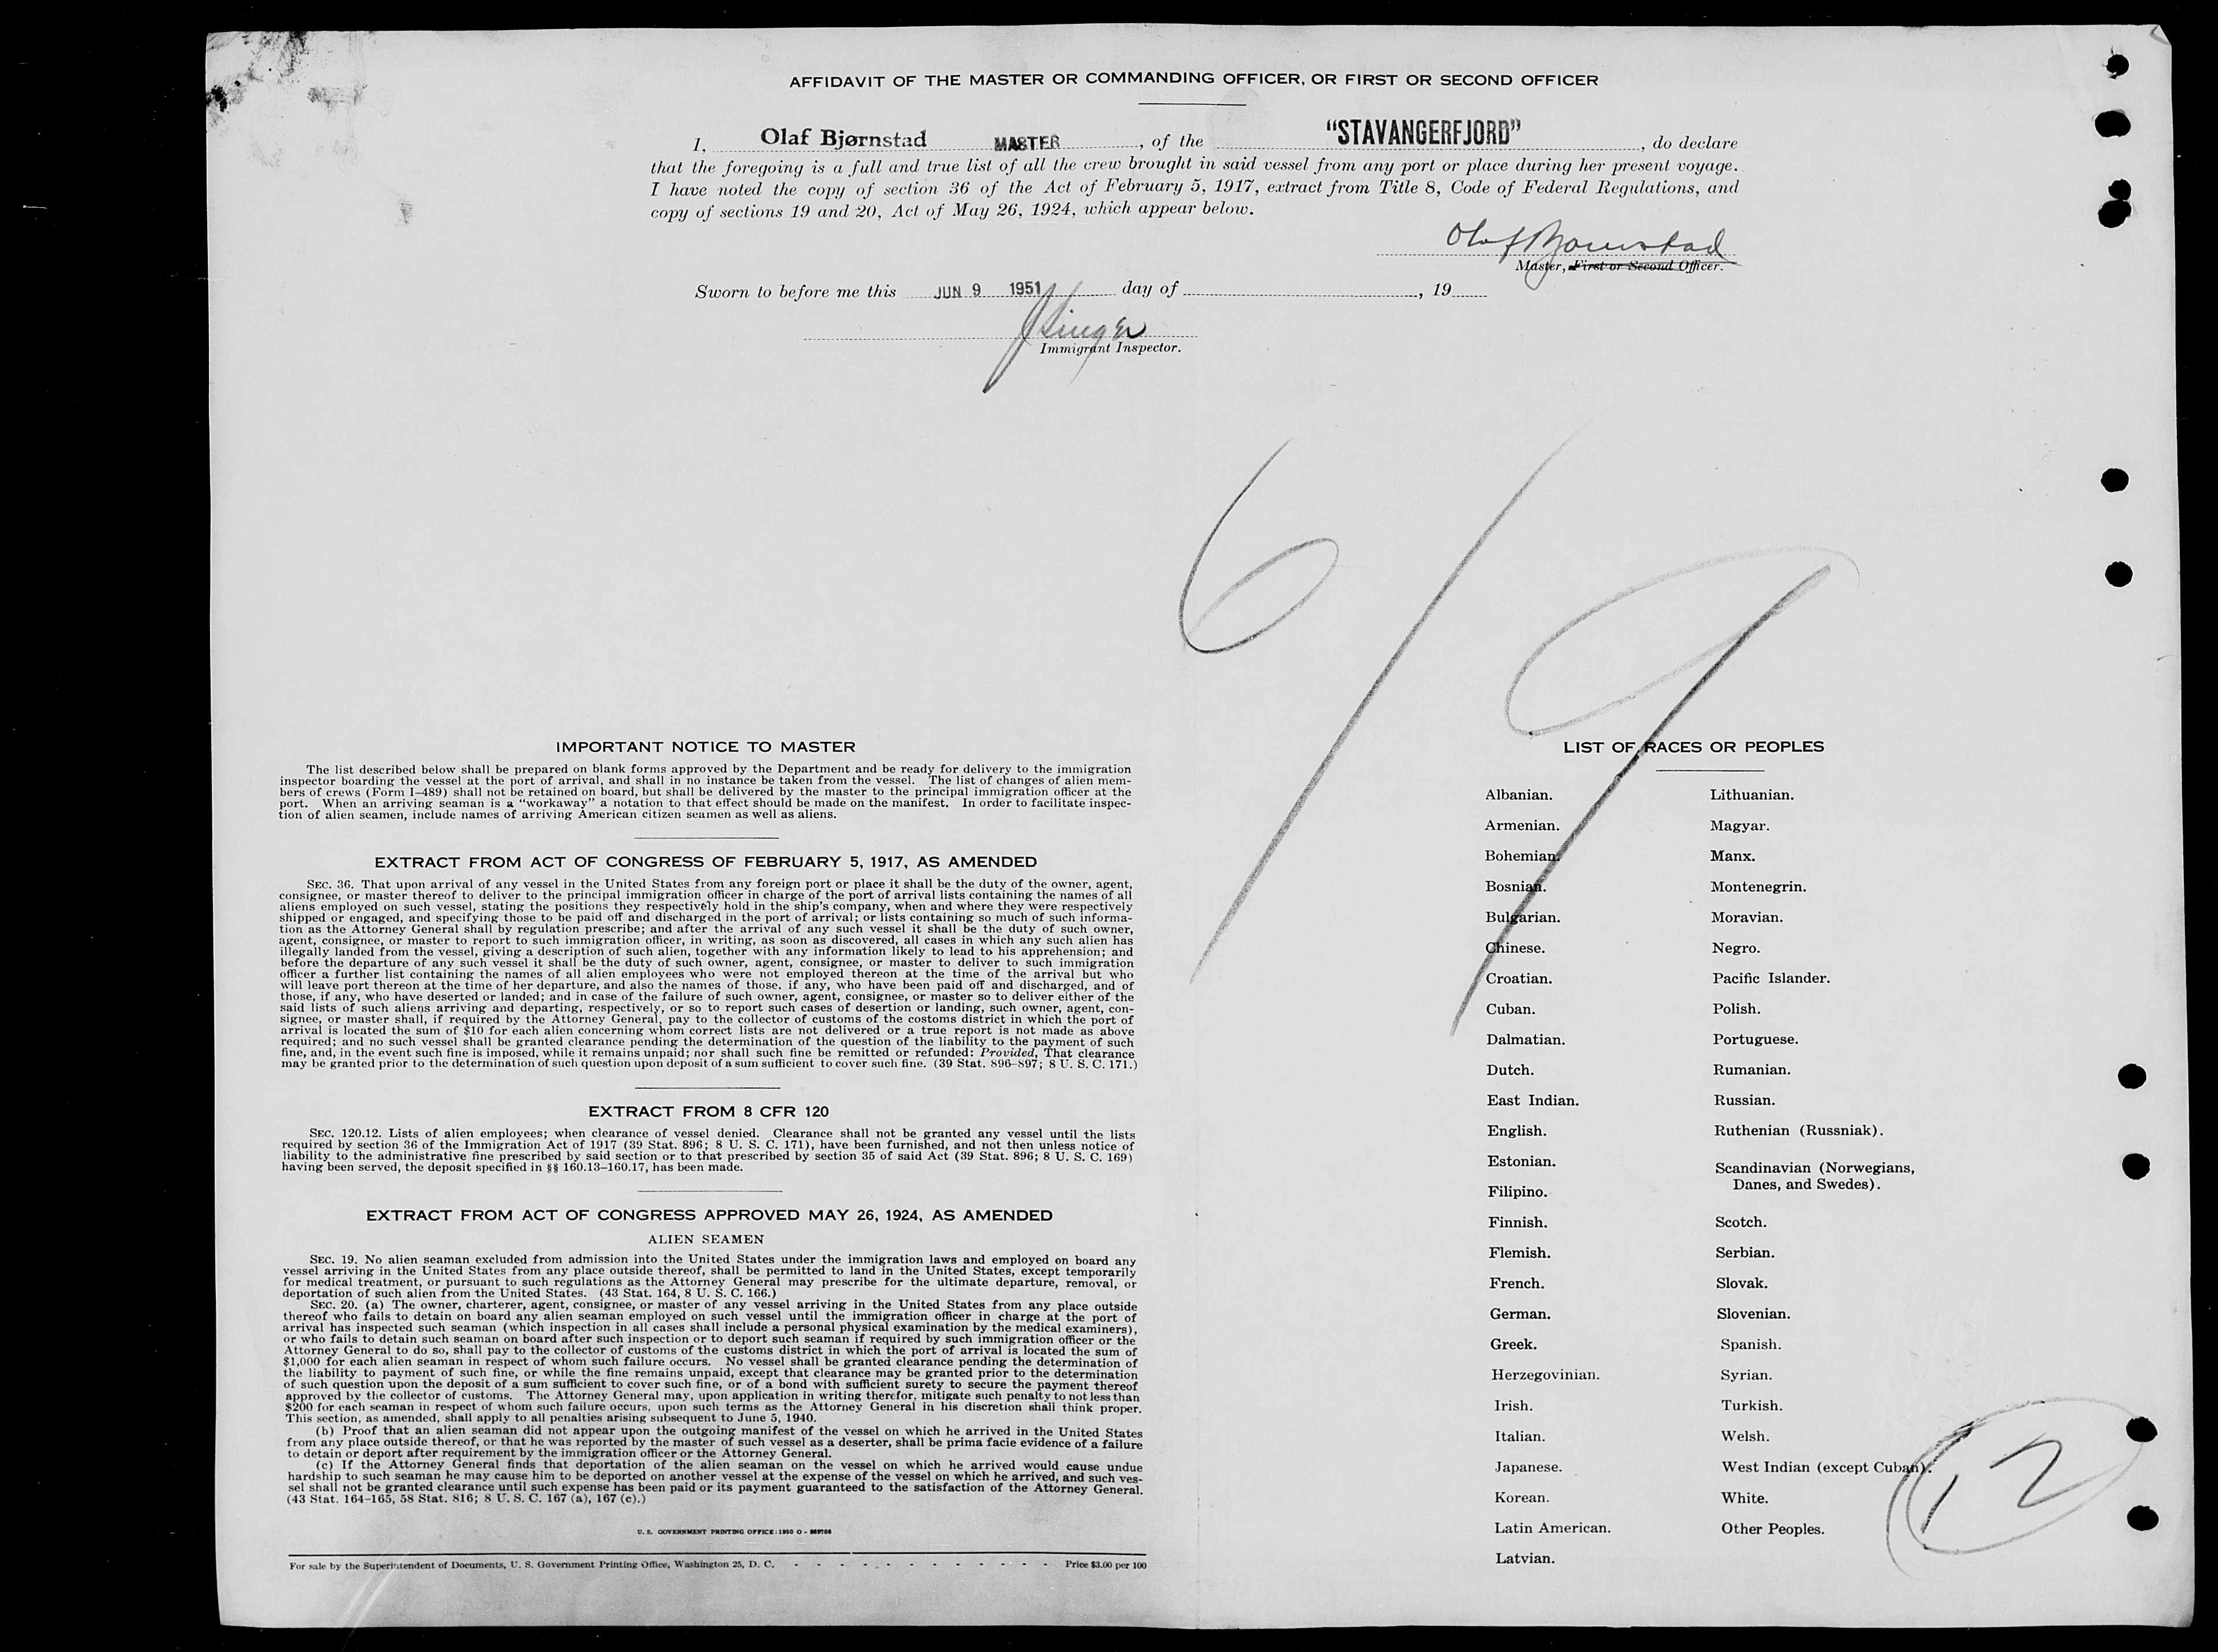 AFFIDAVIT OF THE MASTER OR COMMANDING OFFICER, OR FIRST OR SECOND OFFICER
I, Olaf Bjørnstad MASTER, of the "STAVANGERFJORD", do declare
that the foregoing is a full and true list of all the crew brought in said vessel from any port or place during her present voyage.
I have noted the copy of section 36 of the Act of February 5, 1917, extract from Title 8, Code of Federal Regulations, and
copy of sections 19 and 20, Act of May 26, 1924, which appear below.
Olaf Bjornstad
Master, First or Second Officer.
Sworn to before me this JUN 9 1951 day of , 19
J Singer
Immigrant Inspector.
6/9
IMPORTANT NOTICE TO MASTER
The list described below shall be prepared on blank forms approved by the Department and be ready for delivery to the immigration
inspector boarding the vessel at the port of arrival, and shall in no instance be taken from the vessel. The list of changes of alien mem-
bers of crews (Form I-489) shall not be retained on board, but shall be delivered by the master to the principal immigration officer at the
port. When an arriving seaman is a "workaway" a notation to that effect should be made on the manifest. In order to facilitate inspec-
tion of alien seamen, include names of arriving American citizen seamen as well as aliens.
EXTRACT FROM ACT OF CONGRESS OF FEBRUARY 5, 1917, AS AMENDED
SEC. 36. That upon arrival of any vessel in the United States from any foreign port or place it shall be the duty of the owner, agent,
consignee, or master thereof to deliver to the principal immigration officer in charge of the port of arrival lists containing the names of all
aliens employed on such vessel, stating the positions they respectively hold in the ship's company, when and where they were respectively
shipped or engaged, and specifying those to be paid off and discharged in the port of arrival; or lists containing so much of such informa-
tion as the Attorney General shall by regulation prescribe; and after the arrival of any such vessel it shall be the duty of such owner,
agent, consignee, or master to report to such immigration officer, in writing, as soon as discovered, all cases in which any such alien has
illegally landed from the vessel, giving a description of such alien, together with any information likely to lead to his apprehension; and
before the departure of any such vessel it shall be the duty of such owner, agent, consignee, or master to deliver to such immigration
officer a further list containing the names of all alien employees who were not employed thereon at the time of the arrival but who
will leave port thereon at the time of her departure, and also the names of those, if any, who have been paid off and discharged, and of
those, if any, who have deserted or landed; and in case of the failure of such owner, agent, consignee, or master so to deliver either of the
said lists of such aliens arriving and departing, respectively, or so to report such cases of desertion or landing, such owner, agent, con-
signee, or master shall, if required by the Attorney General, pay to the collector of customs of the costoms district in which the port of
arrival is located the sum of $10 for each alien concerning whom correct lists are not delivered or a true report is not made as above
required; and no such vessel shall be granted clearance pending the determination of the question of the liability to the payment of such
fine, and, in the event such fine is imposed, while it remains unpaid; nor shall such fine be remitted or refunded: Provided, That clearance
may be granted prior to the determination of such question upon deposit of a sum sufficient to cover such fine. (39 Stat. 896-897; 8 U. S. C. 171.)
EXTRACT FROM 8 CFR 120
SEC. 120.12. Lists of alien employees; when clearance of vessel denied. Clearance shall not be granted any vessel until the lists
required by section 36 of the Immigration Act of 1917 (39 Stat. 896; 8 U. S. C. 171), have been furnished, and not then unless notice of
liability to the administrative fine prescribed by said section or to that prescribed by section 35 of said Act (39 Stat. 896; 8 U. S. C. 169)
having been served, the deposit specified in §§ 160.13-160.17, has been made.
EXTRACT FROM ACT OF CONGRESS APPROVED MAY 26, 1924, AS AMENDED
ALIEN SEAMEN
SEC. 19. No alien seaman excluded from admission into the United States under the immigration laws and employed on board any
vessel arriving in the United States from any place outside thereof, shall be permitted to land in the United States, except temporarily
for medical treatment, or pursuant to such regulations as the Attorney General may prescribe for the ultimate departure, removal, or
deportation of such alien from the United States. (43 Stat. 164, 8 U. S. C. 166.)
SEC. 20. (a) The owner, charterer, agent, consignee, or master of any vessel arriving in the United States from any place outside
thereof who fails to detain on board any alien seaman employed on such vessel until the immigration officer in charge at the port of
arrival has inspected such seaman (which inspection in all cases shall include a personal physical examination by the medical examiners),
or who fails to detain such seaman on board after such inspection or to deport such seaman if required by such immigration officer or the
Attorney General to do so, shall pay to the collector of customs of the customs district in which the port of arrival is located the sum of
$1,000 for each alien seaman in respect of whom such failure occurs. No vessel shall be granted clearance pending the determination of
the liability to payment of such fine, or while the fine remains unpaid, except that clearance may be granted prior to the determination
of such question upon the deposit of a sum sufficient to cover such fine, or of a bond with sufficient surety to secure the payment thereof
approved by the collector of customs. The Attorney General may, upon application in writing therefor, mitigate such penalty to not less than
$200 for each seaman in respect of whom such failure occurs, upon such terms as the Attorney General in his discretion shall think proper.
This section, as amended, shall apply to all penalties arising subsequent to June 5, 1940.
(b) Proof that an alien seaman did not appear upon the outgoing manifest of the vessel on which he arrived in the United States
from any place outside thereof, or that he was reported by the master of such vessel as a deserter, shall be prima facie evidence of a failure
to detain or deport after requirement by the immigration officer or the Attorney General.
(c) If the Attorney General finds that deportation of the alien seaman on the vessel on which he arrived would cause undue
hardship to such seaman he may cause him to be deported on another vessel at the expense of the vessel on which he arrived, and such ves-
sel shall not be granted clearance until such expense has been paid or its payment guaranteed to the satisfaction of the Attorney General.
(43 Stat. 164-165, 58 Stat. 816; 8 U. S. C. 167 (a), 167 (c).)
U. S. GOVERNMENT PRINTING OFFICE: 1950 O - 869708
For sale by the Superintendent of Documents, U. S. Government Printing Office, Washington 25, D. C. - - - - - - - - - - - - Price $3.00 per 100
LIST OF RACES OR PEOPLES
Albanian.
Armenian.
Bohemian.
Bosnian.
Bulgarian.
Chinese.
Croatian.
Cuban.
Dalmatian.
Dutch.
East Indian.
English.
Estonian.
Filipino.
Finnish.
Flemish.
French.
German.
Greek.
Herzegovinian.
Irish.
Italian.
Japanese.
Korean.
Latin American.
Latvian.
Lithuanian.
Magyar.
Manx.
Montenegrin.
Moravian.
Negro.
Pacific Islander.
Polish.
Portuguese.
Rumanian.
Russian.
Ruthenian (Russniak).
Scandinavian (Norwegians,
Danes, and Swedes).
Scotch.
Serbian.
Slovak.
Slovenian.
Spanish.
Syrian.
Turkish.
Welsh.
West Indian (except Cuban).
White.
Other Peoples.
12